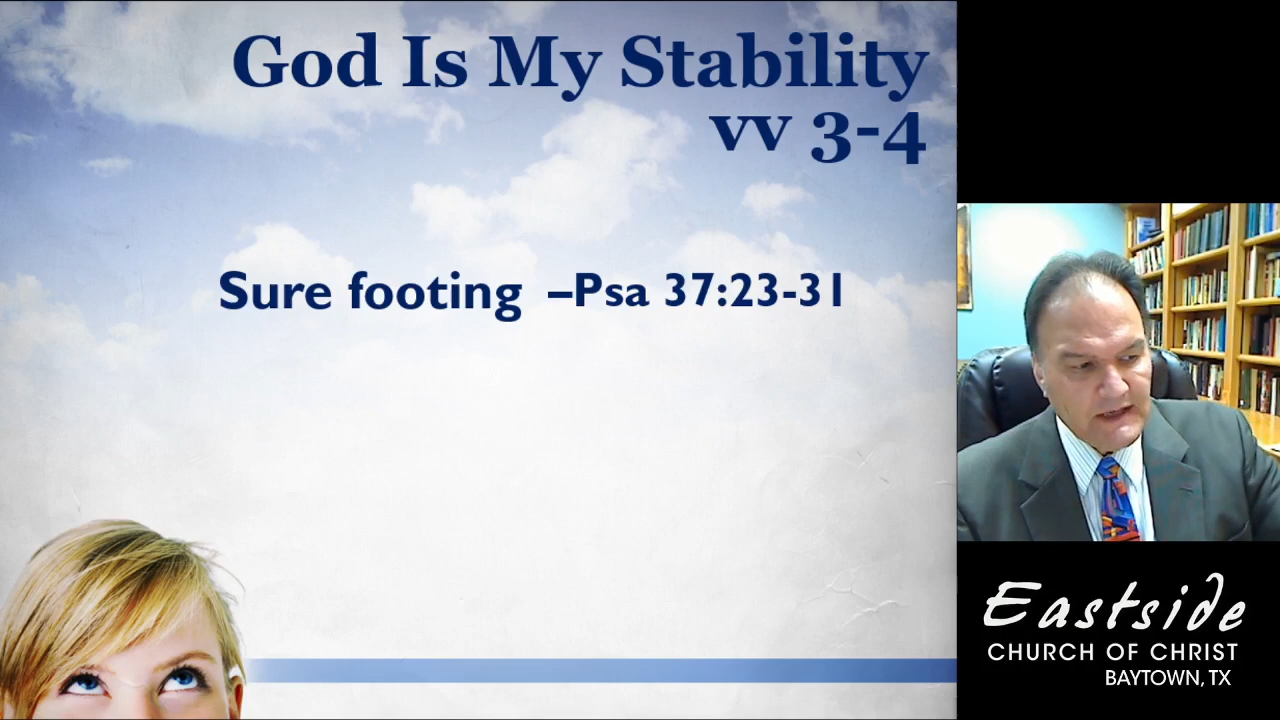 God Is My Stability
vv 3-4
Sure footing –Psa 37:23-31
Eastside
CHURCH OF CHRIST
BAYTOWN, TX